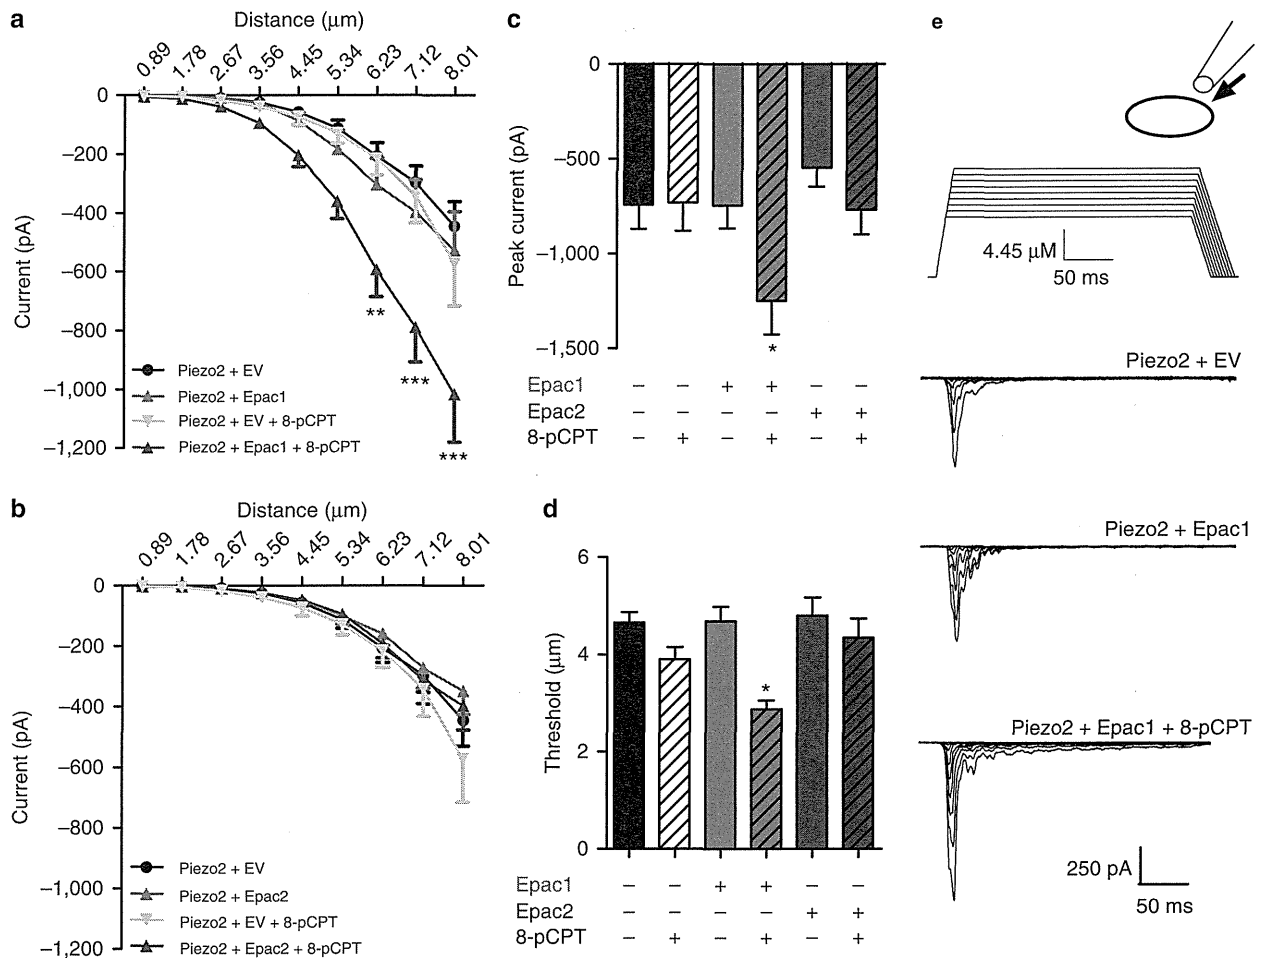 a
Distance (μm)
0.89 1.78 2.67 3.56 4.45 5.34 6.23 7.12 8.01
Current (pA)
0
–200
–400
–600
–800
–1,000
–1,200
**
***
***
Piezo2 + EV
Piezo2 + Epac1
Piezo2 + EV + 8-pCPT
Piezo2 + Epac1 + 8-pCPT
b
Distance (μm)
0.89 1.78 2.67 3.56 4.45 5.34 6.23 7.12 8.01
Current (pA)
0
–200
–400
–600
–800
–1,000
–1,200
Piezo2 + EV
Piezo2 + Epac2
Piezo2 + EV + 8-pCPT
Piezo2 + Epac2 + 8-pCPT
c
Peak current (pA)
0
–500
–1,000
–1,500
*
Epac1 – – + + – –
Epac2 – – – – + +
8-pCPT – + – + – +
d
Threshold (μm)
6
4
2
0
*
Epac1 – – + + – –
Epac2 – – – – + +
8-pCPT – + – + – +
e
4.45 μM
50 ms
Piezo2 + EV
Piezo2 + Epac1
Piezo2 + Epac1 + 8-pCPT
250 pA
50 ms